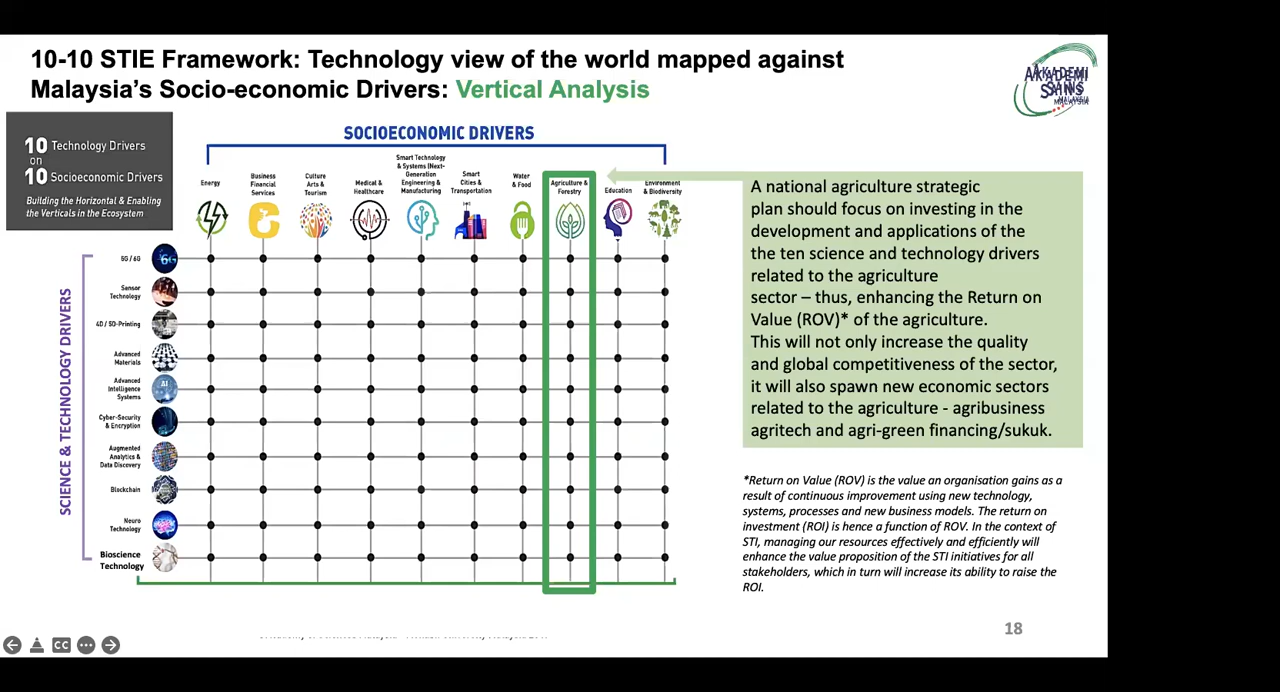 10-10 STIE Framework: Technology view of the world mapped against
Malaysia's Socio-economic Drivers: Vertical Analysis
AKADEMI
SAINS
MALAYSIA
10 Technology Drivers
on
10 Socioeconomic Drivers
Building the Horizontal & Enabling
the Verticals in the Ecosystem
SOCIOECONOMIC DRIVERS
Energy
Business
Financial
Services
Culture
Arts &
Tourism
Medical &
Healthcare
Smart Technology
& Systems (Next-
Generation
Engineering &
Manufacturing
Smart
Cities &
Transportation
Water
& Food
Agriculture &
Forestry
Education
Environment
& Biodiversity
SCIENCE & TECHNOLOGY DRIVERS
5G / 6G
6G
Sensor
Technology
4D / 5D-Printing
Advanced
Materials
Advanced
Intelligence
Systems
AI
Cyber-Security
& Encryption
Augmented
Analytics &
Data Discovery
Blockchain
Neuro
Technology
Bioscience
Technology
A national agriculture strategic
plan should focus on investing in the
development and applications of the
the ten science and technology drivers
related to the agriculture
sector – thus, enhancing the Return on
Value (ROV)* of the agriculture.
This will not only increase the quality
and global competitiveness of the sector,
it will also spawn new economic sectors
related to the agriculture - agribusiness
agritech and agri-green financing/sukuk.
*Return on Value (ROV) is the value an organisation gains as a
result of continuous improvement using new technology,
systems, processes and new business models. The return on
investment (ROI) is hence a function of ROV. In the context of
STI, managing our resources effectively and efficiently will
enhance the value proposition of the STI initiatives for all
stakeholders, which in turn will increase its ability to raise the
ROI.
18
CC